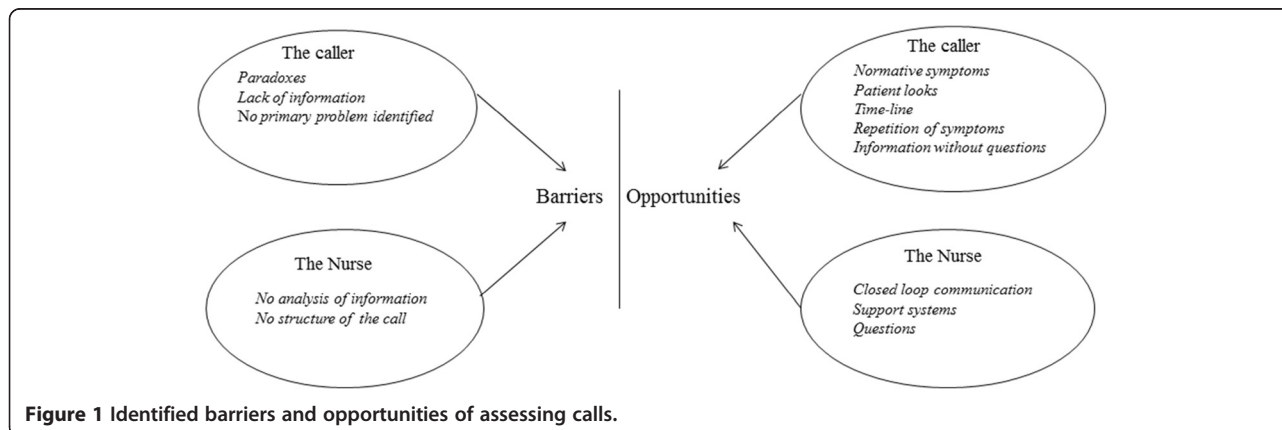 The caller
Paradoxes
Lack of information
No primary problem identified
The caller
Normative symptoms
Patient looks
Time-line
Repetition of symptoms
Information without questions
Barriers
Opportunities
The Nurse
No analysis of information
No structure of the call
The Nurse
Closed loop communication
Support systems
Questions
Figure 1 Identified barriers and opportunities of assessing calls.